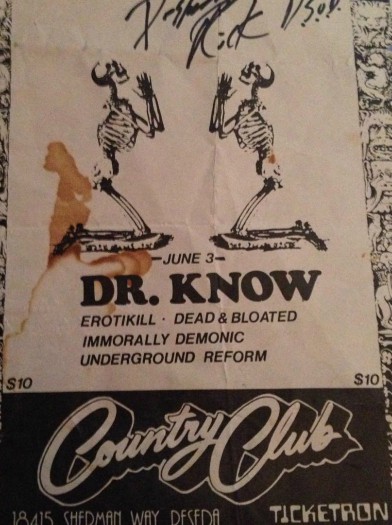 Rick D.S.O.B.
—JUNE 3—
DR. KNOW
EROTIKILL · DEAD & BLOATED
IMMORALLY DEMONIC
UNDERGROUND REFORM
$10 $10
Country Club
18415 SHERMAN WAY RESEDA TICKETRON